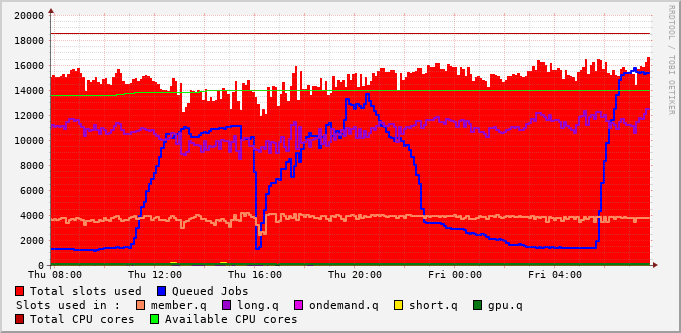 RRDTOOL / TOBI OETIKER
20000
18000
16000
14000
12000
10000
8000
6000
4000
2000
0
Thu 08:00 Thu 12:00 Thu 16:00 Thu 20:00 Fri 00:00 Fri 04:00
Total slots used Queued Jobs
Slots used in : member.q long.q ondemand.q short.q gpu.q
Total CPU cores Available CPU cores